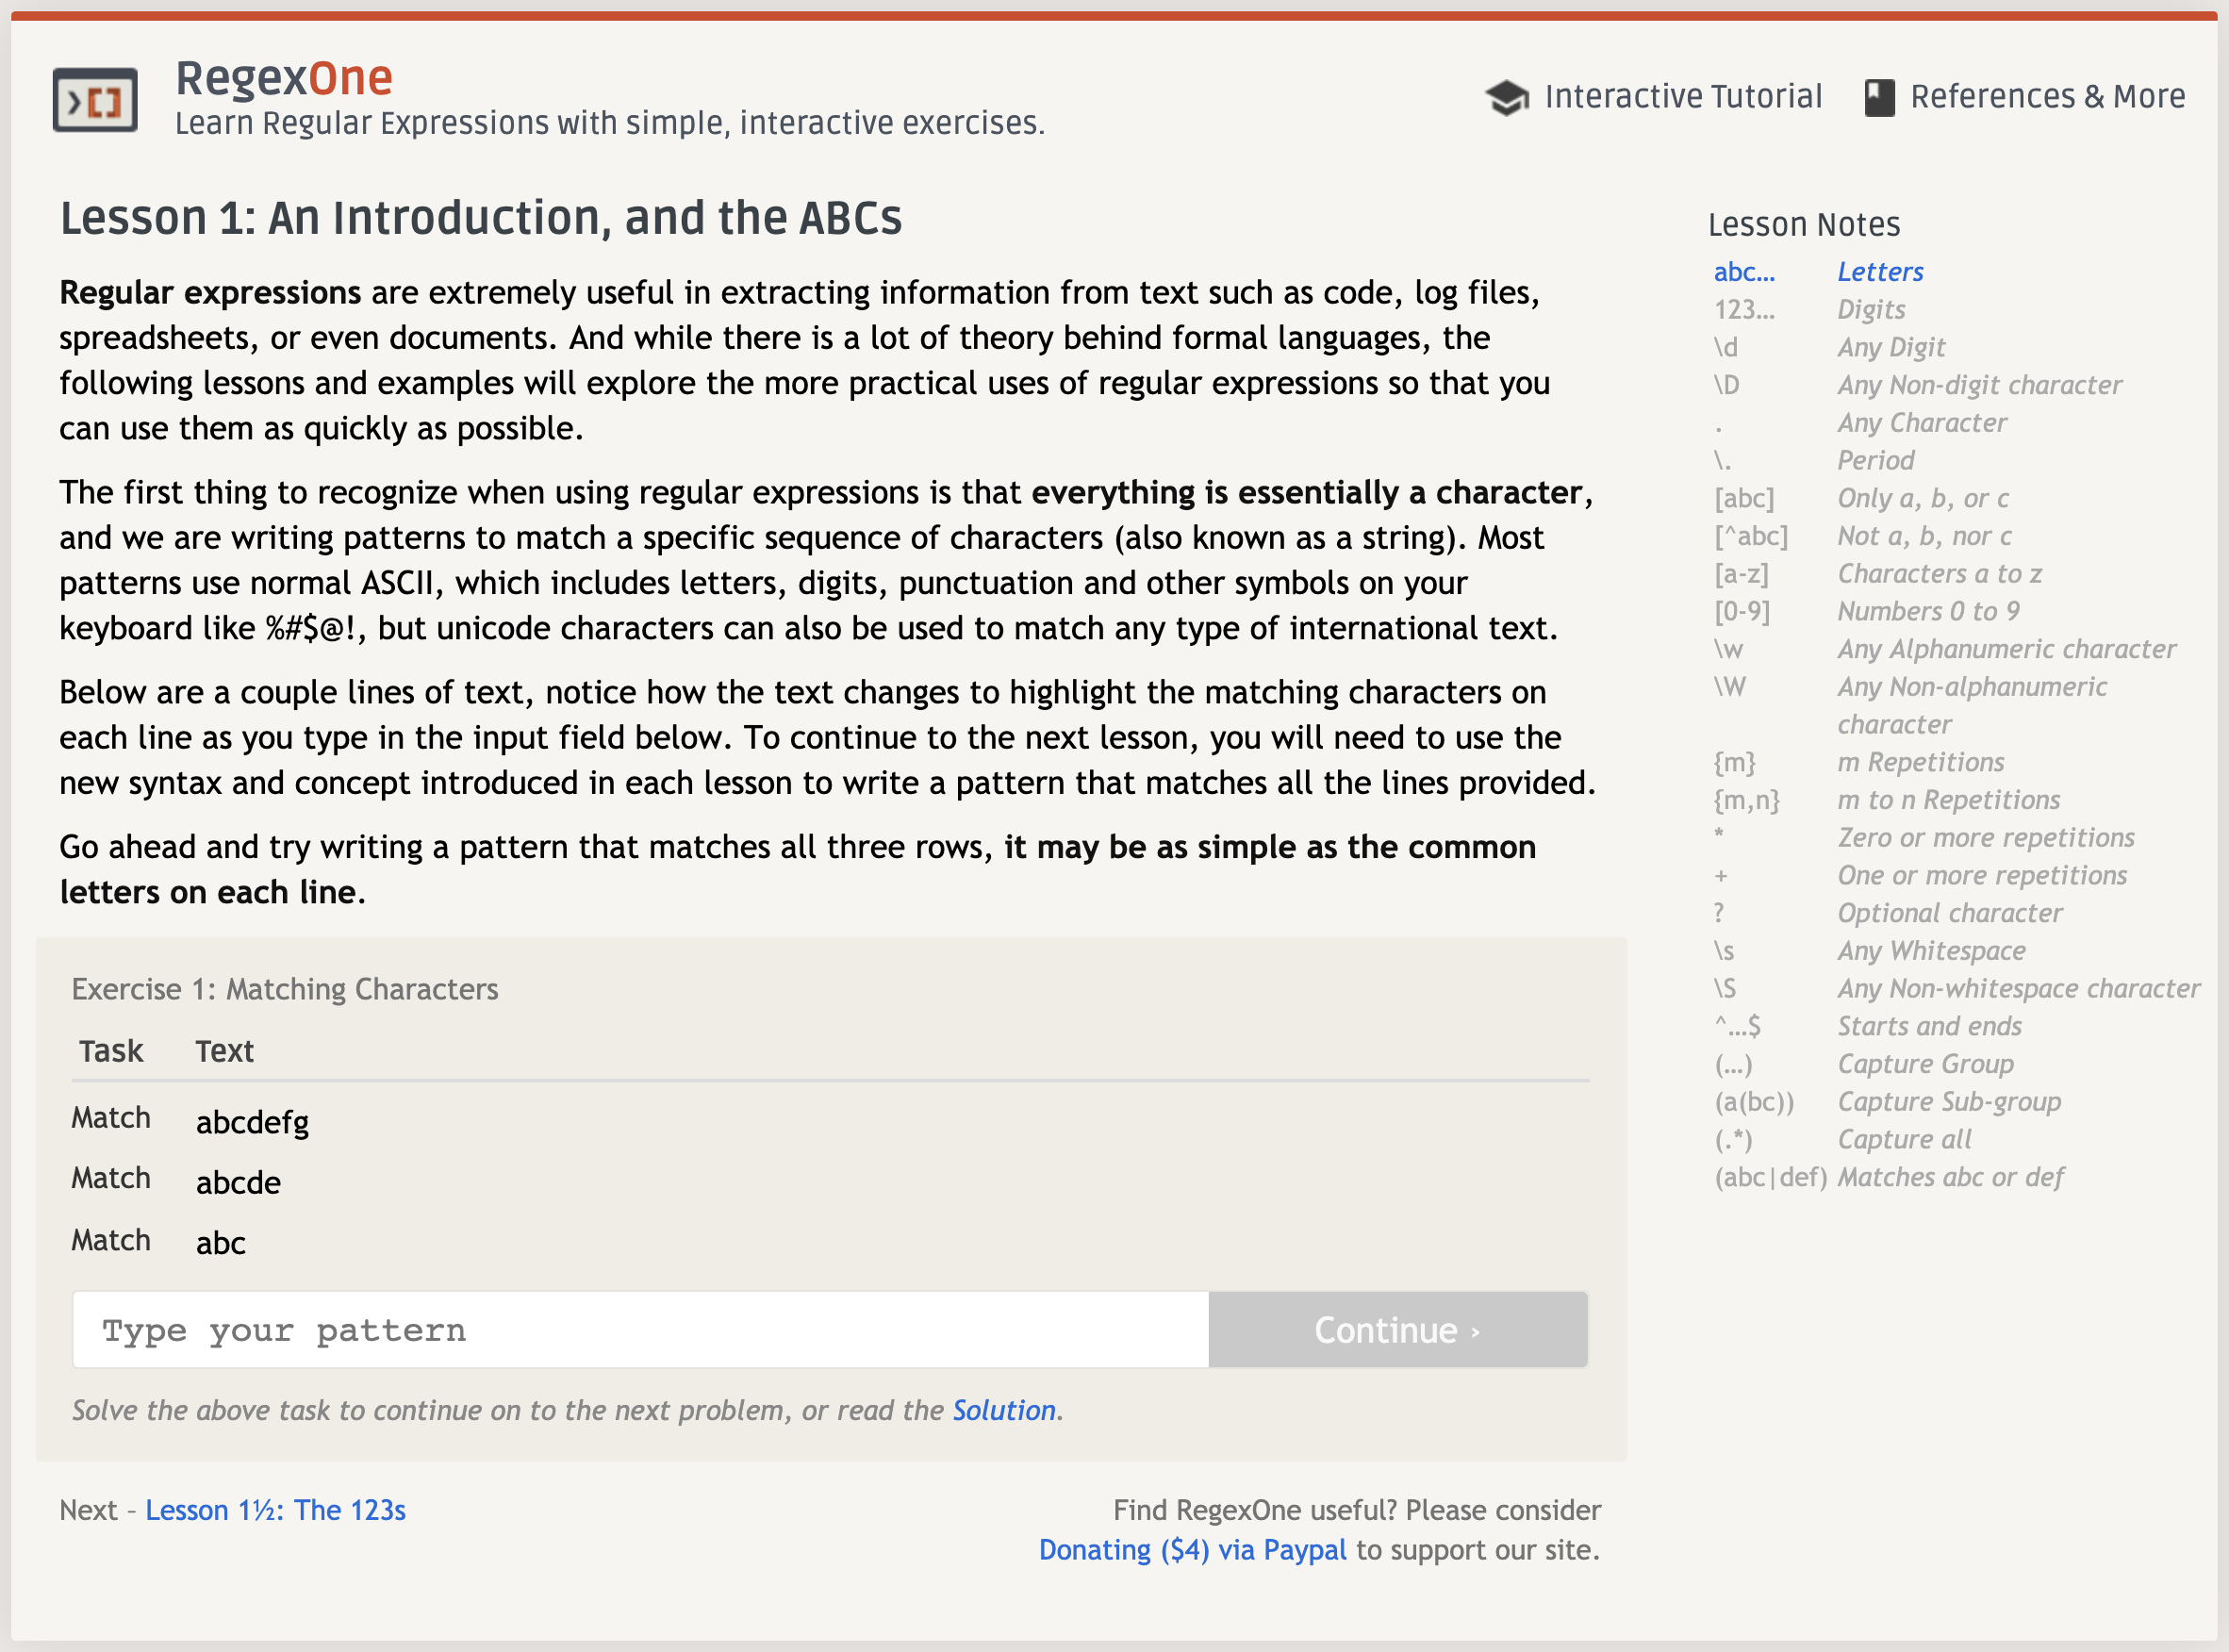 RegexOne
Learn Regular Expressions with simple, interactive exercises.
Interactive Tutorial
References & More
Lesson 1: An Introduction, and the ABCs
Regular expressions are extremely useful in extracting information from text such as code, log files,
spreadsheets, or even documents. And while there is a lot of theory behind formal languages, the
following lessons and examples will explore the more practical uses of regular expressions so that you
can use them as quickly as possible.
The first thing to recognize when using regular expressions is that everything is essentially a character,
and we are writing patterns to match a specific sequence of characters (also known as a string). Most
patterns use normal ASCII, which includes letters, digits, punctuation and other symbols on your
keyboard like %#$@!, but unicode characters can also be used to match any type of international text.
Below are a couple lines of text, notice how the text changes to highlight the matching characters on
each line as you type in the input field below. To continue to the next lesson, you will need to use the
new syntax and concept introduced in each lesson to write a pattern that matches all the lines provided.
Go ahead and try writing a pattern that matches all three rows, it may be as simple as the common
letters on each line.
Exercise 1: Matching Characters
Task Text
Match abcdefg
Match abcde
Match abc
Type your pattern
Continue ›
Solve the above task to continue on to the next problem, or read the Solution.
Next – Lesson 1½: The 123s
Find RegexOne useful? Please consider
Donating ($4) via Paypal to support our site.
Lesson Notes
abc… Letters
123… Digits
\d Any Digit
\D Any Non-digit character
. Any Character
\. Period
[abc] Only a, b, or c
[^abc] Not a, b, nor c
[a-z] Characters a to z
[0-9] Numbers 0 to 9
\w Any Alphanumeric character
\W Any Non-alphanumeric
character
{m} m Repetitions
{m,n} m to n Repetitions
* Zero or more repetitions
+ One or more repetitions
? Optional character
\s Any Whitespace
\S Any Non-whitespace character
^…$ Starts and ends
(…) Capture Group
(a(bc)) Capture Sub-group
(.*) Capture all
(abc|def) Matches abc or def